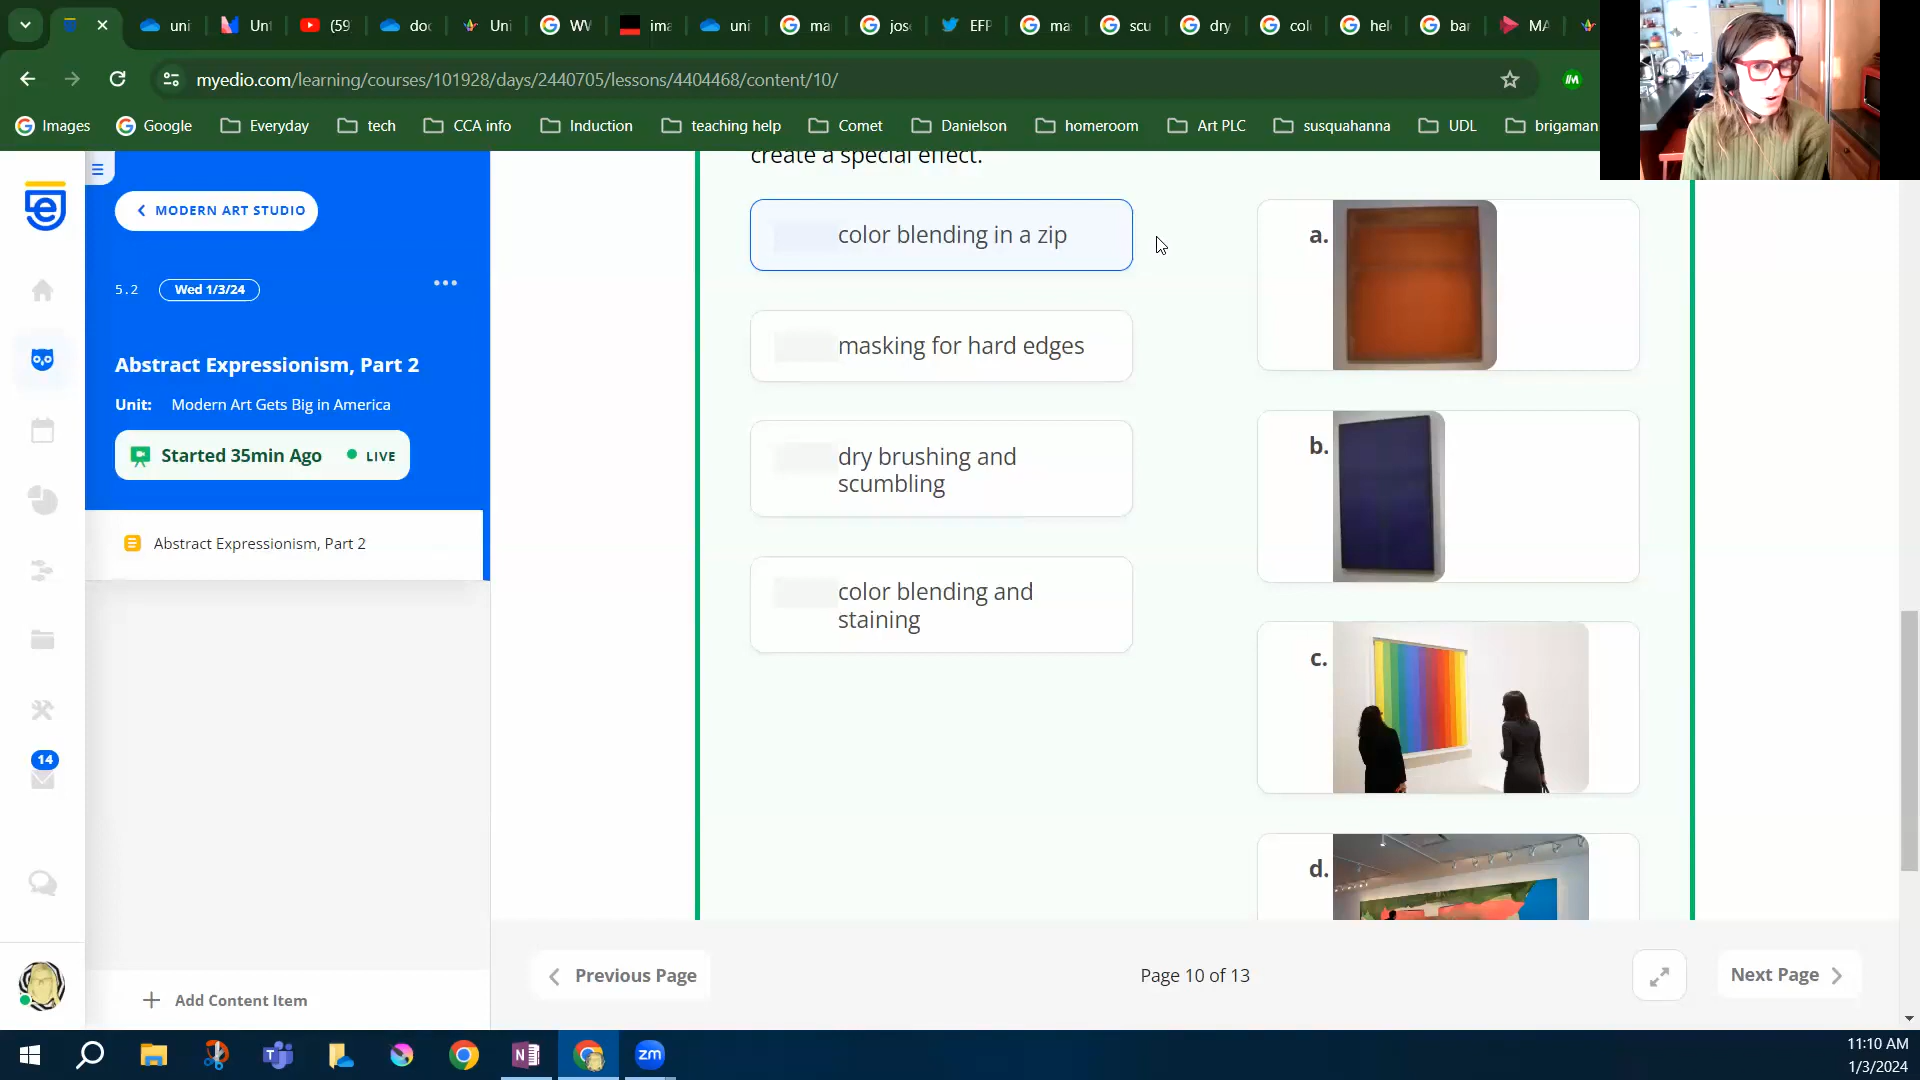 uni
Unt
(59
doc
Uni
WV
ima
uni
ma
jos
EFP
ma
scu
dry
col
hel
bar
MA
myedio.com/learning/courses/101928/days/2440705/lessons/4404468/content/10/
Images
Google
Everyday
tech
CCA info
Induction
teaching help
Comet
Danielson
homeroom
Art PLC
susquahanna
UDL
brigaman
MODERN ART STUDIO
5.2
Wed 1/3/24
Abstract Expressionism, Part 2
Unit: Modern Art Gets Big in America
Started 35min Ago
LIVE
Abstract Expressionism, Part 2
14
Add Content Item
create a special effect.
color blending in a zip
masking for hard edges
dry brushing and
scumbling
color blending and
staining
a.
b.
c.
d.
Previous Page
Page 10 of 13
Next Page
zm
11:10 AM
1/3/2024